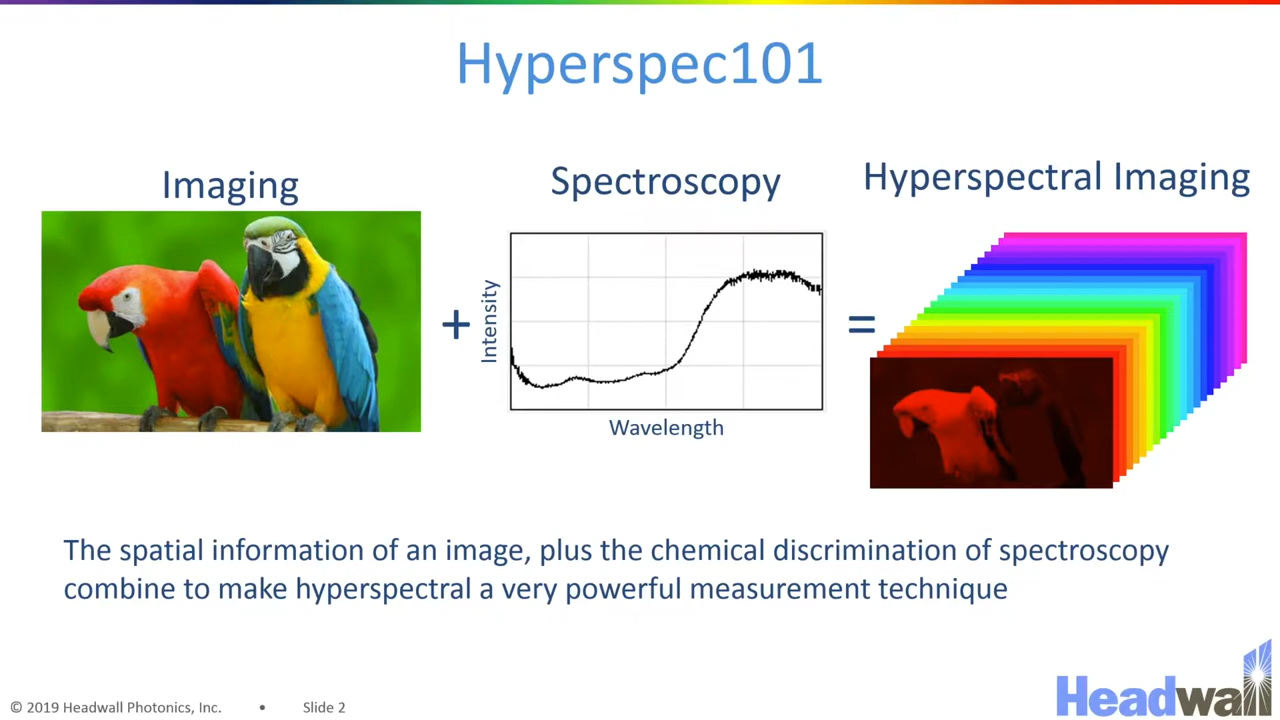 Hyperspec101
Imaging
Spectroscopy
Hyperspectral Imaging
+
Intensity
=
Wavelength
The spatial information of an image, plus the chemical discrimination of spectroscopy
combine to make hyperspectral a very powerful measurement technique
© 2019 Headwall Photonics, Inc. • Slide 2
Headwall